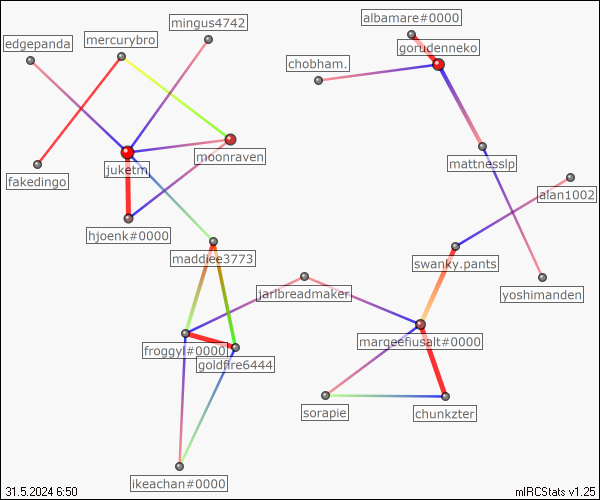 albamare#0000
mingus4742
edgepanda
mercurybro
gorudenneko
chobham.
moonraven
juketm
mattnesslp
fakedingo
alan1002
hjoenk#0000
maddiee3773
swanky.pants
jarlbreadmaker
yoshimanden
marqeefiusalt#0000
froggyl#0000
goldfire6444
sorapie
chunkzter
ikeachan#0000
31.5.2024 6:50
mIRCStats v1.25